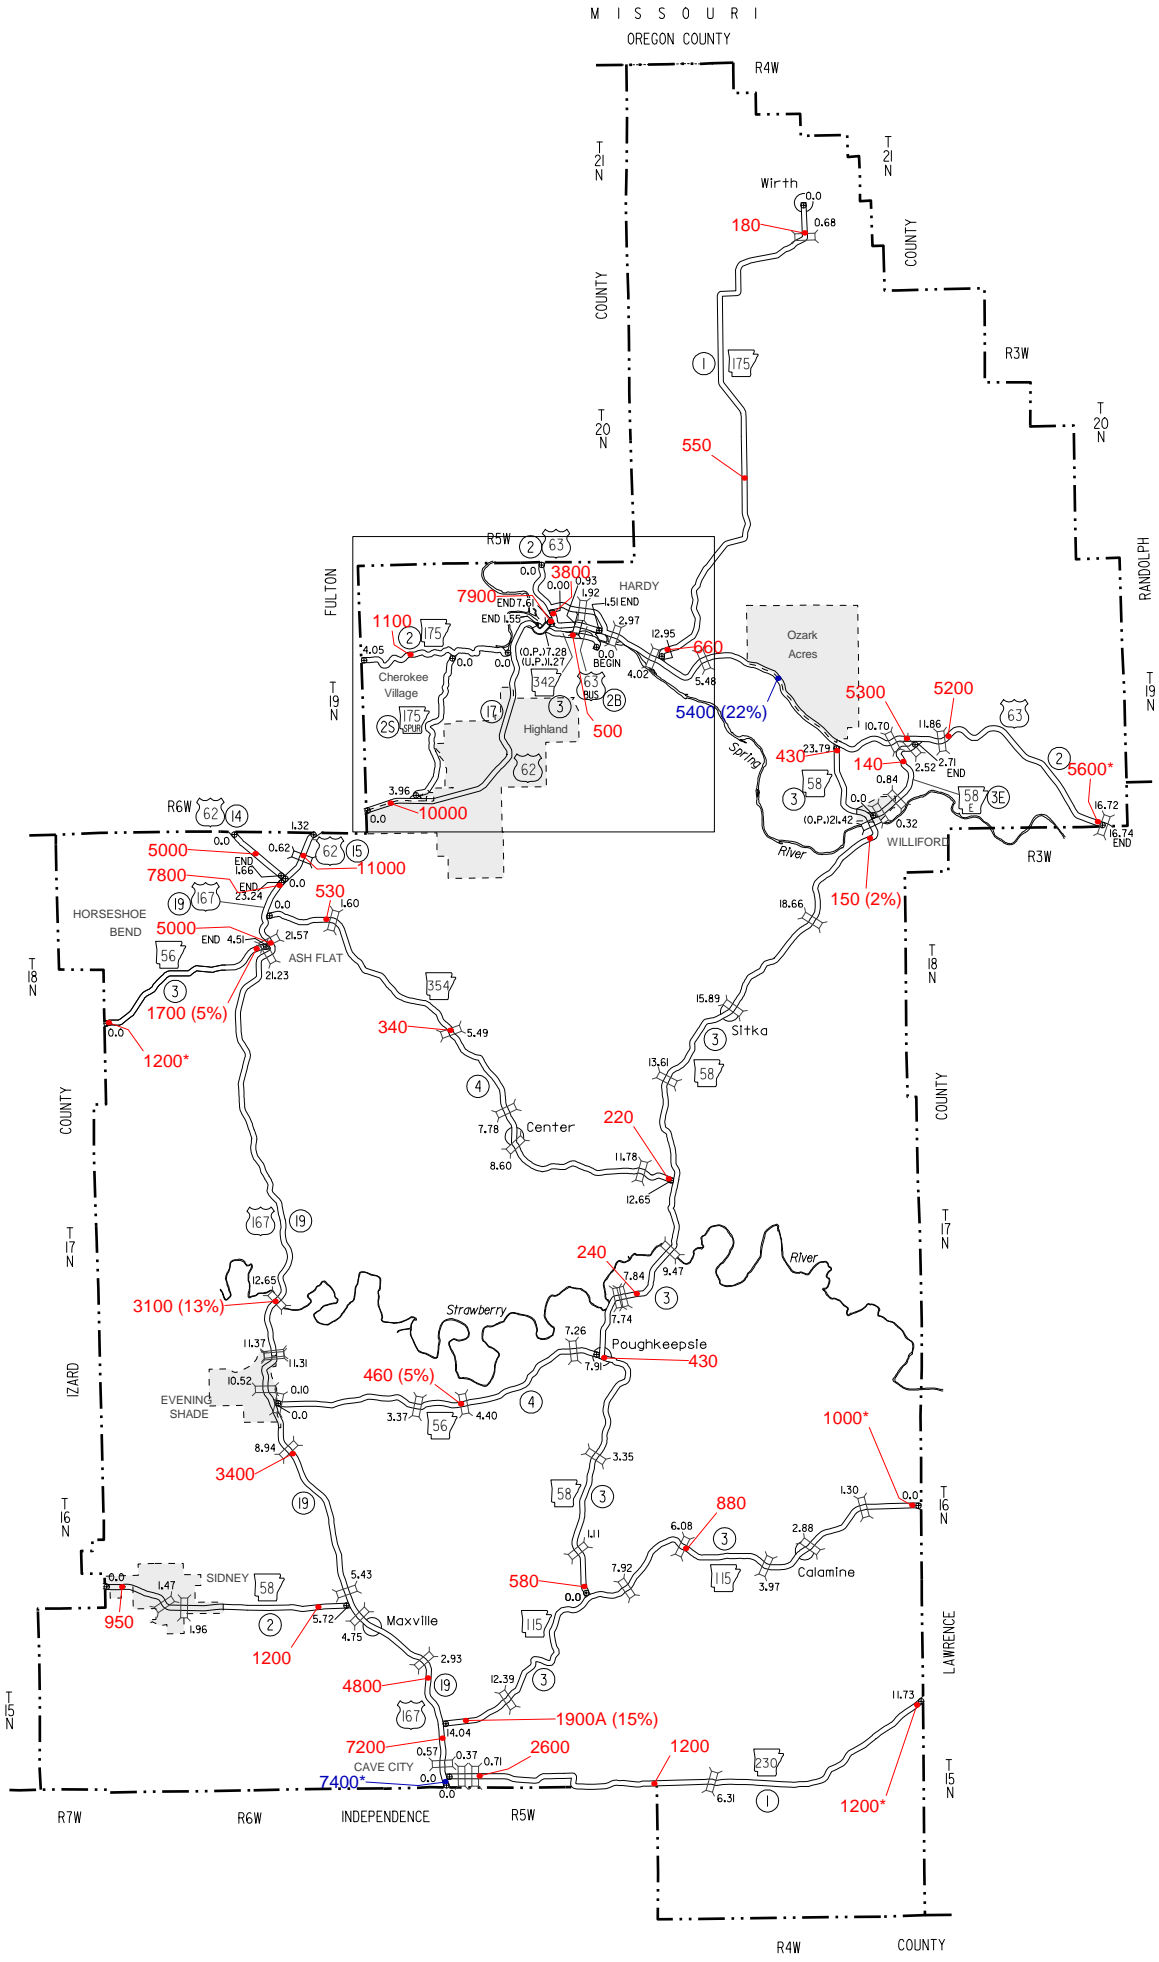 M I S S O U R I
OREGON COUNTY
R4W
T 21 N
T 21 N
Wirth
0.0
180
0.68
COUNTY
COUNTY
R3W
1
175
T 20 N
T 20 N
550
R5W
2
63
FULTON
RANDOLPH
0.0
3800
0.93
HARDY
0.00
1.92
END 7.61
1.51 END
7900
END 1.55
2.97
1100
2
175
12.95
660
Ozark
Acres
4.05
0.0
0.0
(O.P.)7.28
(U.P.)1.27
0.0
BEGIN
4.02
5.48
Cherokee
Village
342
63
BUS
2B
5400 (22%)
T 19 N
T 19 N
2S
175
SPUR
17
3
500
Highland
5300
5200
10.70
11.86
63
Spring
23.79
430
140
2.52
2.71
END
2
62
58
3
0.84
5600*
3.96
10000
0.0
0.0
(O.P.)21.42
58
E
3E
16.72
0.32
16.74
END
R6W
62
14
1.32
0.0
River
WILLIFORD
R3W
5000
0.62
62
15
END
1.66
11000
7800
END
23.24
0.0
150 (2%)
19
167
530
HORSESHOE
BEND
0.0
1.60
18.66
5000
END 4.51
21.57
56
ASH FLAT
21.23
T 18 N
T 18 N
3
354
1700 (5%)
15.89
Sitka
0.0
340
5.49
3
1200*
13.61
58
COUNTY
COUNTY
4
220
7.78
Center
11.78
8.60
12.65
T 17 N
T 17 N
167
19
240
River
7.84
9.47
12.65
3100 (13%)
3
Strawberry
7.74
7.26
Poughkeepsie
11.37
11.31
7.91
430
IZARD
10.52
460 (5%)
0.10
EVENING
SHADE
0.0
4
3.37
56
4.40
1000*
8.94
3400
3.35
19
58
3
1.30
0.0
T 16 N
T 16 N
880
6.08
1.11
3
2.88
0.0
SIDNEY
58
5.43
580
0.0
7.92
115
3.97
Calamine
1.47
950
1.96
2
5.72
Maxville
4.75
115
1200
LAWRENCE
2.93
3
4800
19
12.39
T 15 N
167
1900A (15%)
14.04
11.73
7200
0.57
0.37
2600
0.71
1200
230
CAVE CITY
7400*
0.0
0.0
6.31
1
1200*
T 15 N
R7W
R6W
INDEPENDENCE
R5W
R4W
COUNTY